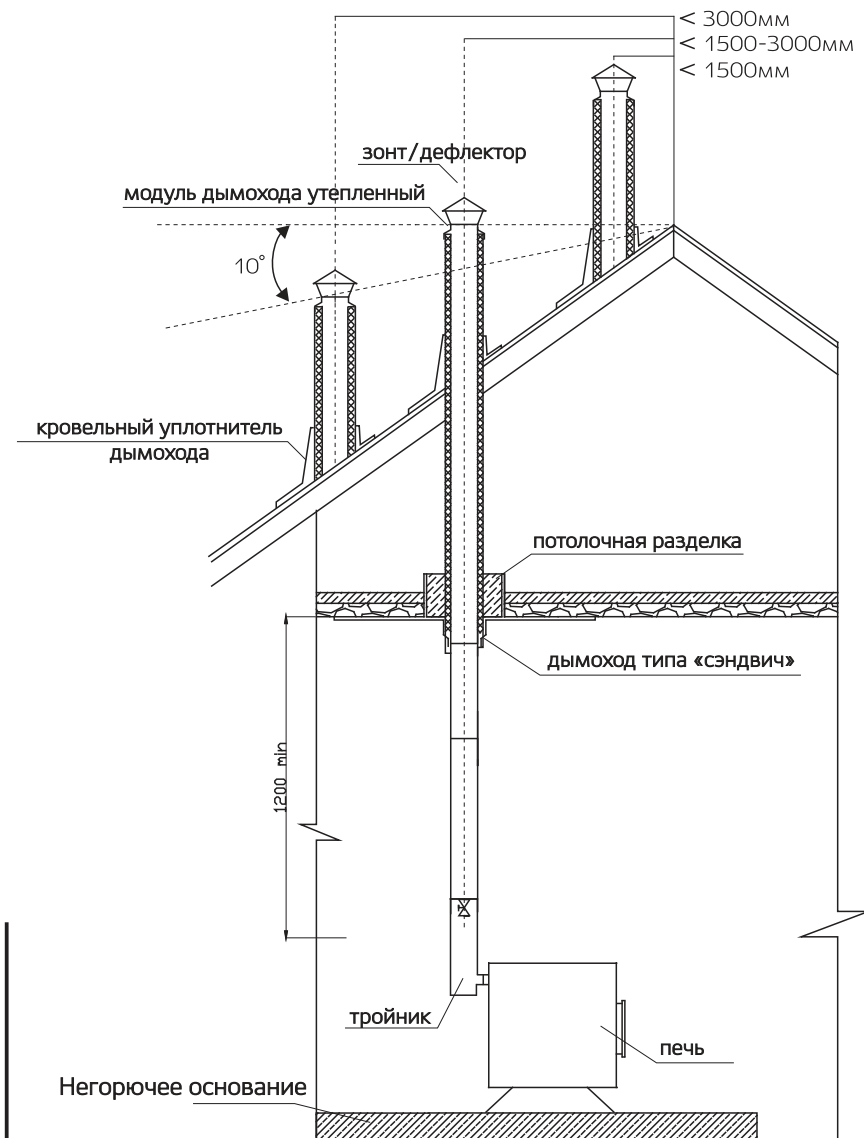 < 3000мм
< 1500-3000мм
< 1500мм
зонт/дефлектор
модуль дымохода утепленный
10°
кровельный уплотнитель
дымохода
потолочная разделка
дымоход типа «сэндвич»
1200 min
тройник
печь
Негорючее основание